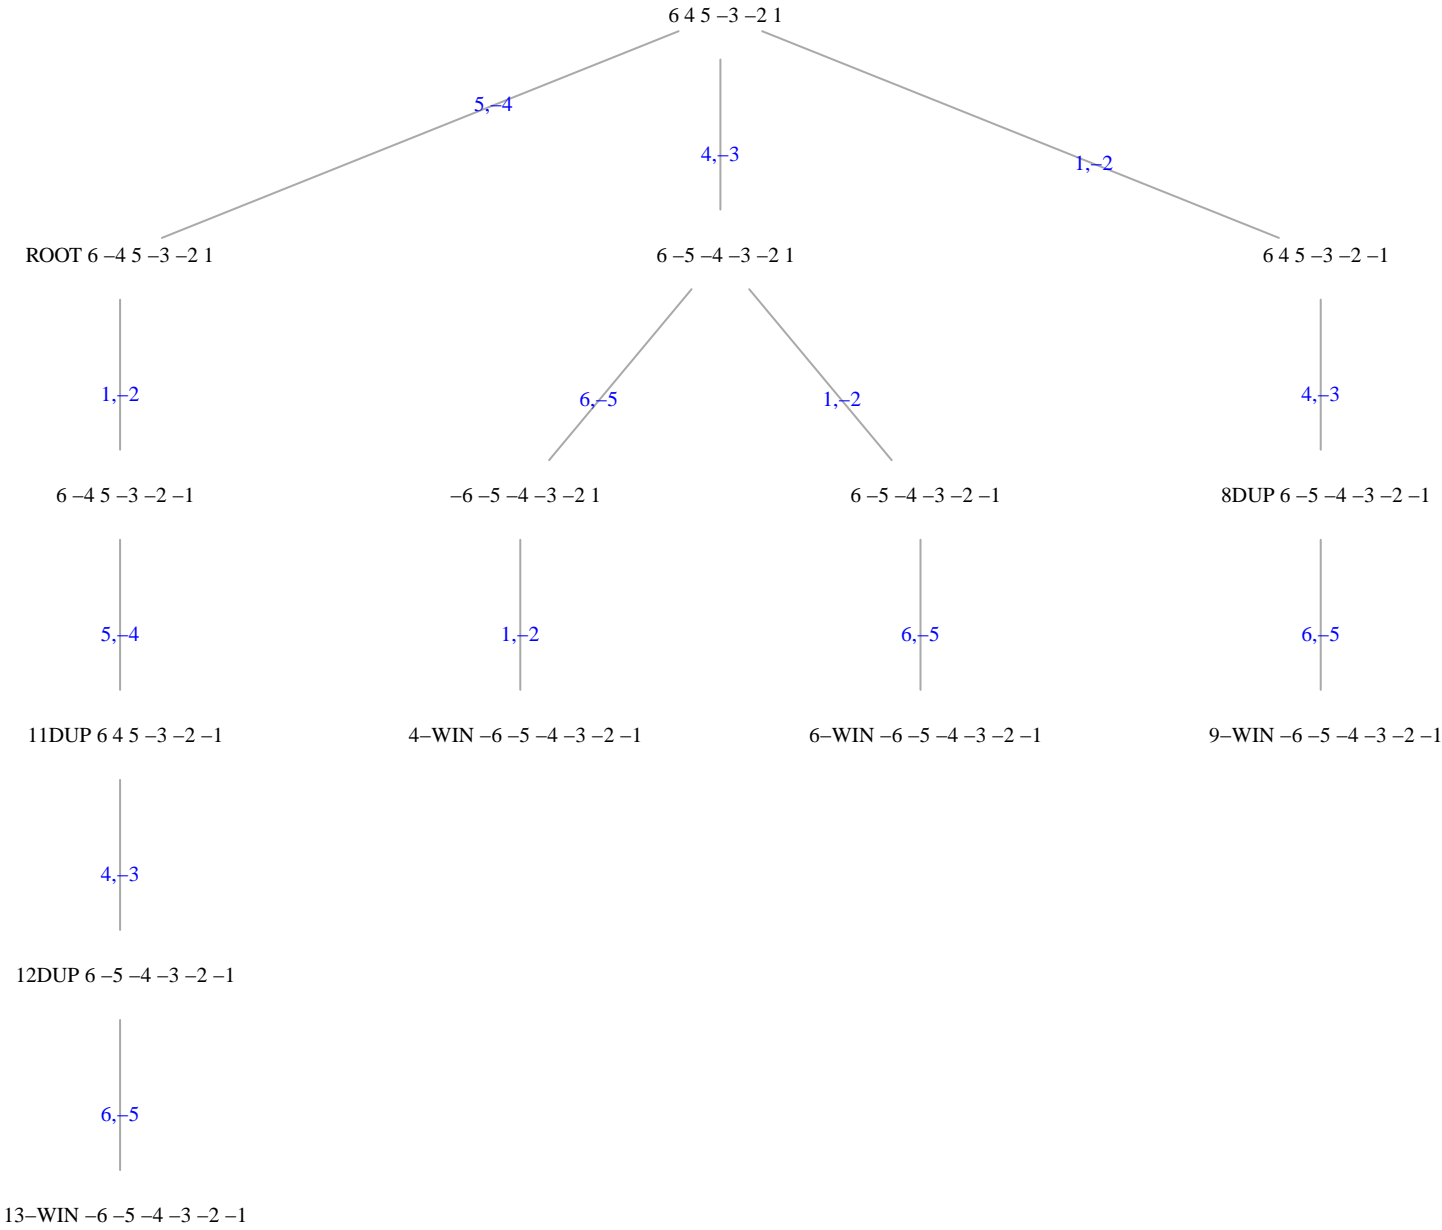 6 4 5 –3 –2 1
5,–4
4,–3
1,–2
ROOT 6 –4 5 –3 –2 1
6 –5 –4 –3 –2 1
6 4 5 –3 –2 –1
1,–2
6,–5
1,–2
4,–3
6 –4 5 –3 –2 –1
–6 –5 –4 –3 –2 1
6 –5 –4 –3 –2 –1
8DUP 6 –5 –4 –3 –2 –1
5,–4
1,–2
6,–5
6,–5
11DUP 6 4 5 –3 –2 –1
4–WIN –6 –5 –4 –3 –2 –1
6–WIN –6 –5 –4 –3 –2 –1
9–WIN –6 –5 –4 –3 –2 –1
4,–3
12DUP 6 –5 –4 –3 –2 –1
6,–5
13–WIN –6 –5 –4 –3 –2 –1